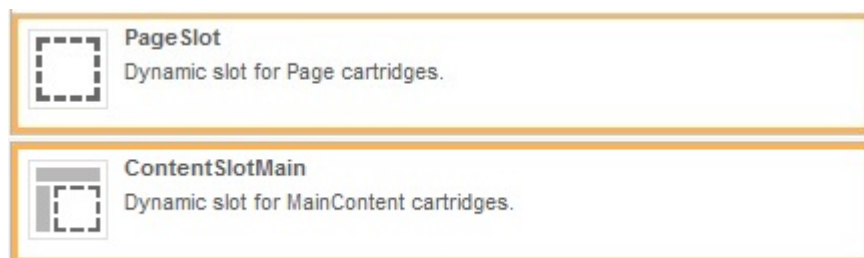 PageSlot
Dynamic slot for Page cartridges.
ContentSlotMain
Dynamic slot for MainContent cartridges.